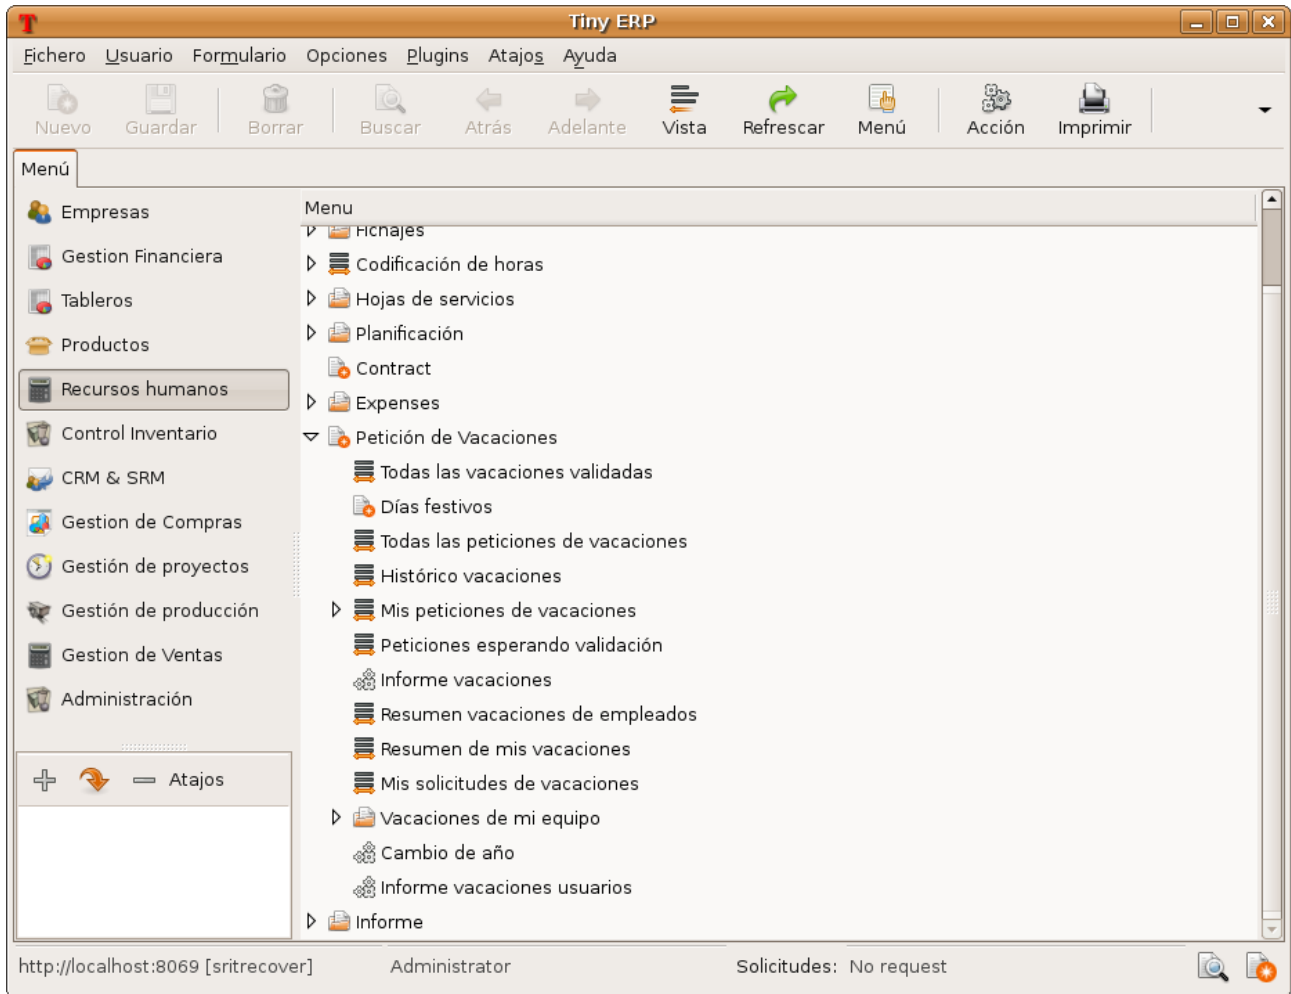 Tiny ERP
Fichero Usuario Formulario Opciones Plugins Atajos Ayuda
Nuevo Guardar Borrar Buscar Atrás Adelante Vista Refrescar Menú Acción Imprimir
Menú
Empresas
Gestion Financiera
Tableros
Productos
Recursos humanos
Control Inventario
CRM & SRM
Gestion de Compras
Gestión de proyectos
Gestión de producción
Gestion de Ventas
Administración
Atajos
Menu
Fichajes
Codificación de horas
Hojas de servicios
Planificación
Contract
Expenses
Petición de Vacaciones
Todas las vacaciones validadas
Días festivos
Todas las peticiones de vacaciones
Histórico vacaciones
Mis peticiones de vacaciones
Peticiones esperando validación
Informe vacaciones
Resumen vacaciones de empleados
Resumen de mis vacaciones
Mis solicitudes de vacaciones
Vacaciones de mi equipo
Cambio de año
Informe vacaciones usuarios
Informe
http://localhost:8069 [sritrecover] Administrator Solicitudes: No request